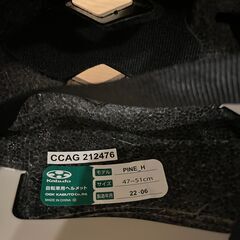 CCAG 212476
Kabuto
自転車用ヘルメット
OGK KABUTO Co.,Ltd.
MADE IN CHINA
モデル PINE_H
サイズ 47~51cm
製造年月 22·06